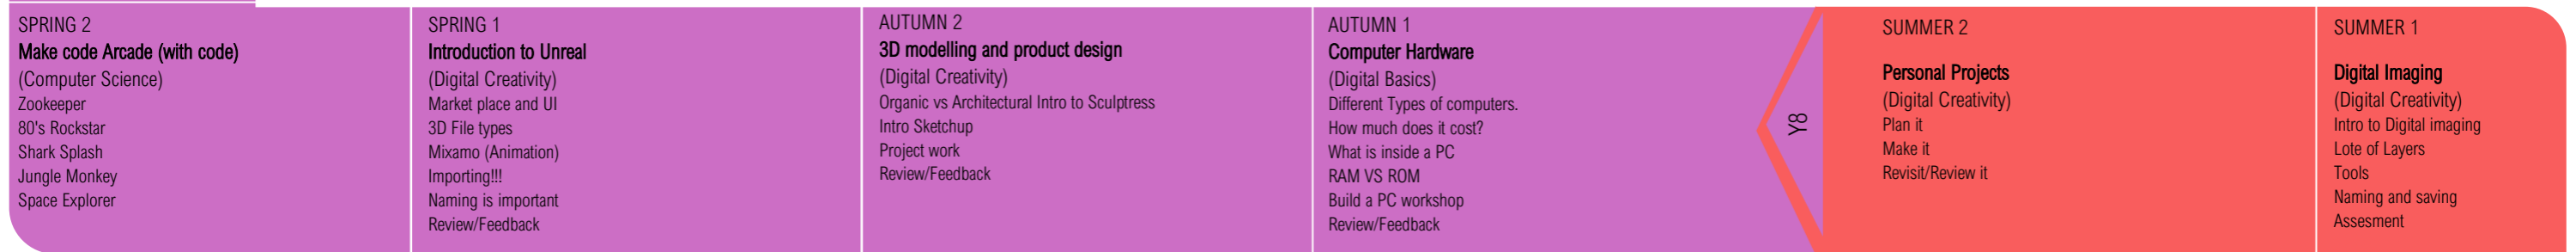 SPRING 2
Make code Arcade (with code)
(Computer Science)
Zookeeper
80's Rockstar
Shark Splash
Jungle Monkey
Space Explorer
SPRING 1
Introduction to Unreal
(Digital Creativity)
Market place and UI
3D File types
Mixamo (Animation)
Importing!!!
Naming is important
Review/Feedback
AUTUMN 2
3D modelling and product design
(Digital Creativity)
Organic vs Architectural Intro to Sculptress
Intro Sketchup
Project work
Review/Feedback
AUTUMN 1
Computer Hardware
(Digital Basics)
Different Types of computers.
How much does it cost?
What is inside a PC
RAM VS ROM
Build a PC workshop
Review/Feedback
Y8
SUMMER 2
Personal Projects
(Digital Creativity)
Plan it
Make it
Revisit/Review it
SUMMER 1
Digital Imaging
(Digital Creativity)
Intro to Digital imaging
Lote of Layers
Tools
Naming and saving
Assesment